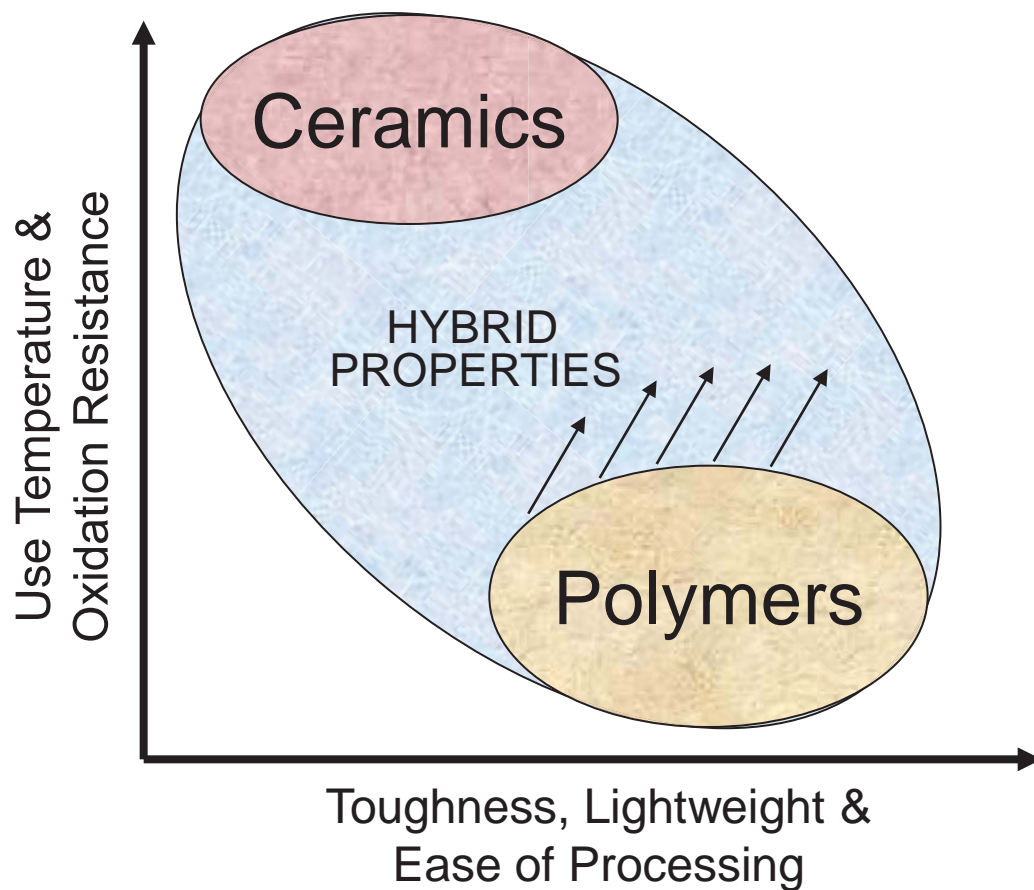 Ceramics
Use Temperature &
Oxidation Resistance
HYBRID
PROPERTIES
Polymers
Toughness, Lightweight &
Ease of Processing